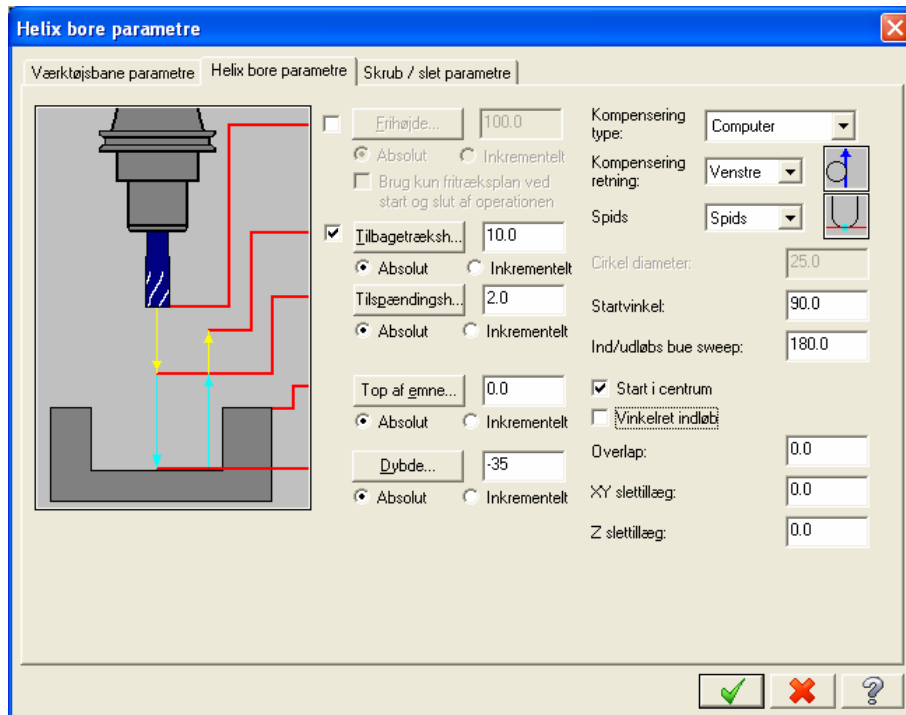 Helix bore parametre
Værktøjsbane parametre
Helix bore parametre
Skrub / slet parametre
Frihøjde...
100.0
Absolut
Inkrementelt
Brug kun fritræksplan ved
start og slut af operationen
Tilbagetræksh...
10.0
Absolut
Inkrementelt
Tilspændingsh...
2.0
Absolut
Inkrementelt
Top af emne...
0.0
Absolut
Inkrementelt
Dybde...
-35
Absolut
Inkrementelt
Kompensering
type:
Computer
Kompensering
retning:
Venstre
Spids
Spids
Cirkel diameter:
25.0
Startvinkel:
90.0
Ind/udløbs bue sweep:
180.0
Start i centrum
Vinkelret indløb
Overlap:
0.0
XY slettillæg:
0.0
Z slettillæg:
0.0